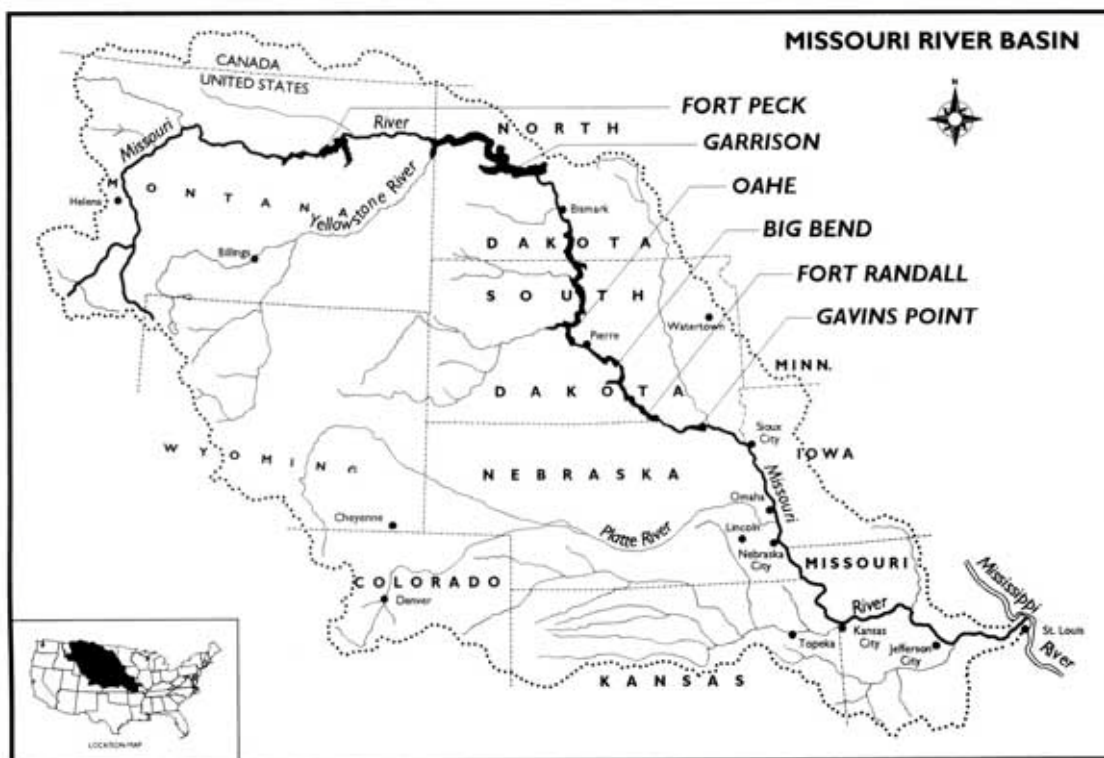 MISSOURI RIVER BASIN
N
CANADA
UNITED STATES
FORT PECK
GARRISON
OAHE
BIG BEND
FORT RANDALL
GAVINS POINT
Missouri
River
NORTH
MONTANA
Helena
Yellowstone River
Billings
Bismark
DAKOTA
SOUTH
Watertown
Pierre
MINN.
DAKOTA
Sioux
City
IOWA
WYOMING
NEBRASKA
Missouri
Omaha
Cheyenne
Platte River
Lincoln
Nebraska
City
MISSOURI
COLORADO
Denver
Mississippi
River
River
Kansas
City
St. Louis
Topeka
Jefferson
City
KANSAS
LOCATION MAP